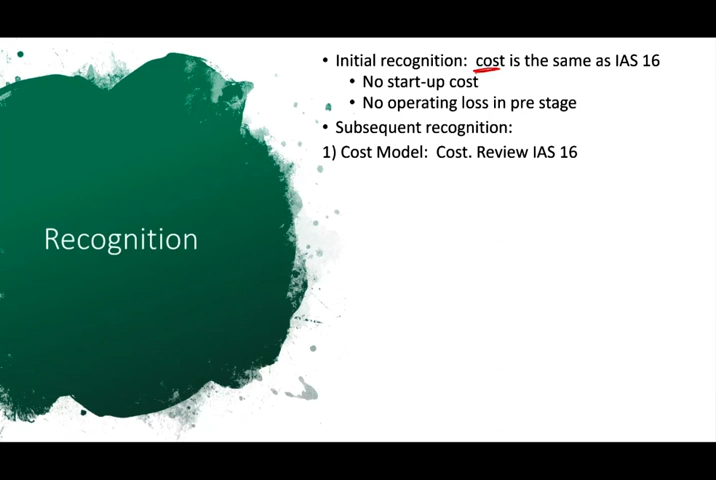 • Initial recognition: cost is the same as IAS 16
• No start-up cost
• No operating loss in pre stage
• Subsequent recognition:
1) Cost Model: Cost. Review IAS 16
Recognition